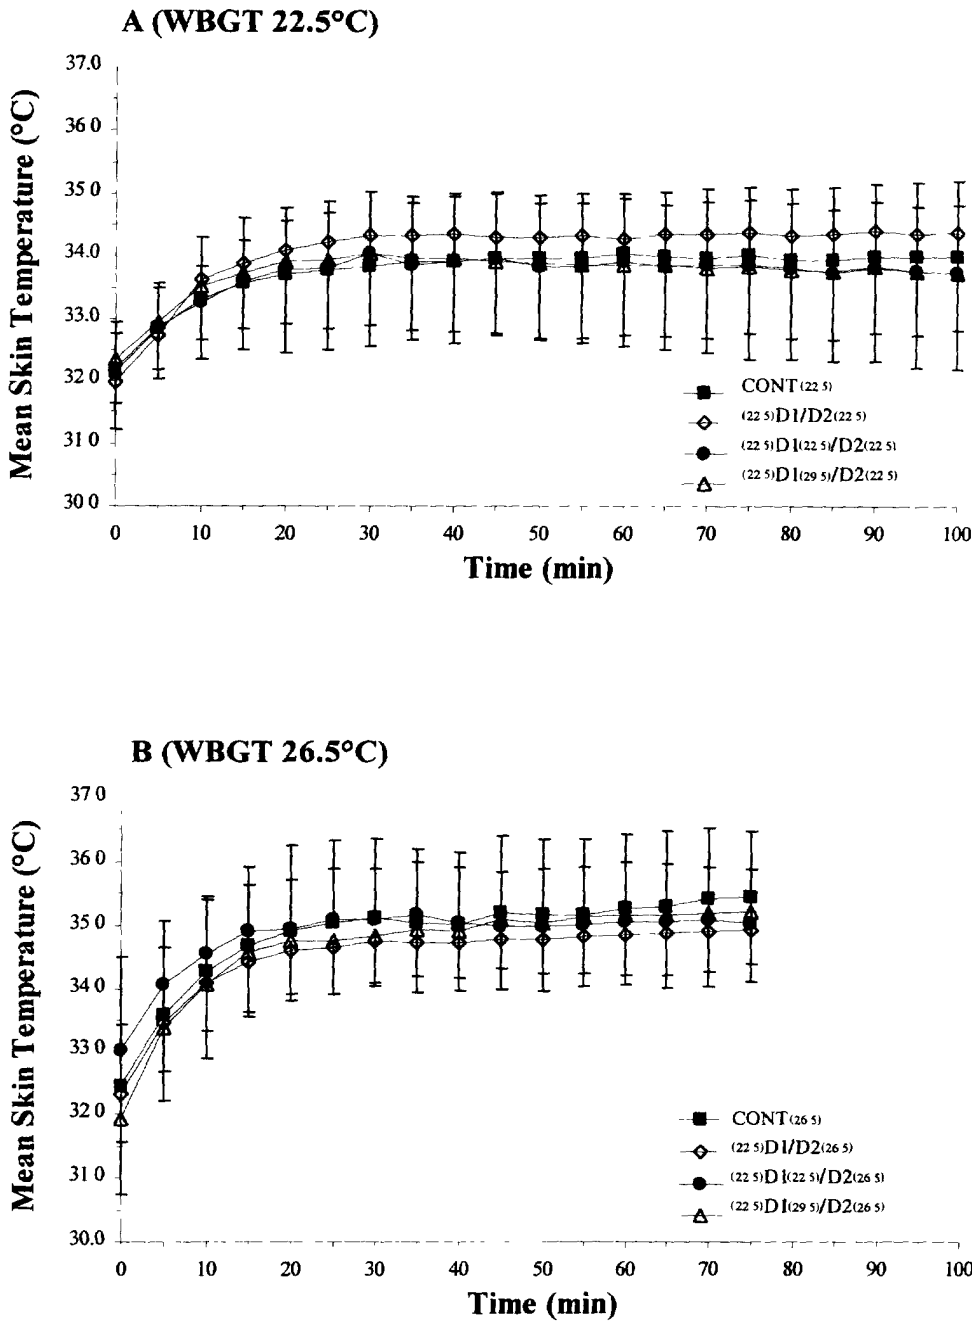 A (WBGT 22.5°C)
Mean Skin Temperature (°C)
37.0
36 0
35 0
34 0
33.0
32 0
31 0
30 0
CONT(22 5)
(22 5)D1/D2(22 5)
(22 5)D1(22 5)/D2(22 5)
(22 5)D1(29 5)/D2(22 5)
0 10 20 30 40 50 60 70 80 90 100
Time (min)
B (WBGT 26.5°C)
Mean Skin Temperature (°C)
37 0
36 0
35 0
34 0
33 0
32 0
31 0
30.0
CONT(26 5)
(22 5)D1/D2(26 5)
(22 5)D1(22 5)/D2(26 5)
(22 5)D1(29 5)/D2(26 5)
0 10 20 30 40 50 60 70 80 90 100
Time (min)